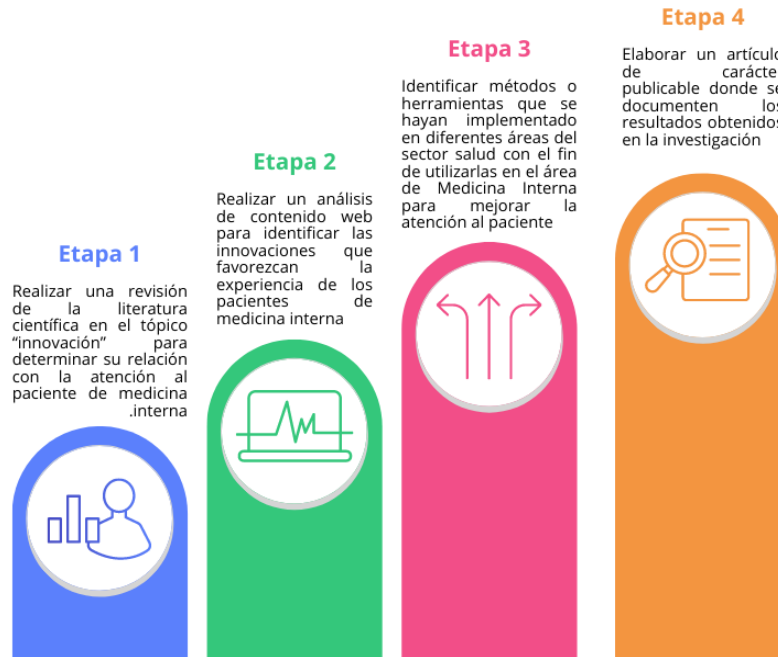 Etapa 1
Realizar una revisión
de la literatura
científica en el tópico
“innovación” para
determinar su relación
con la atención al
paciente de medicina
.interna
Etapa 2
Realizar un análisis
de contenido web
para identificar las
innovaciones que
favorezcan la
experiencia de los
pacientes de
medicina interna
Etapa 3
Identificar métodos o
herramientas que se
hayan implementado
en diferentes áreas del
sector salud con el fin
de utilizarlas en el área
de Medicina Interna
para mejorar la
atención al paciente
Etapa 4
Elaborar un artículo
de carácte
publicable donde se
documenten los
resultados obtenidos
en la investigación